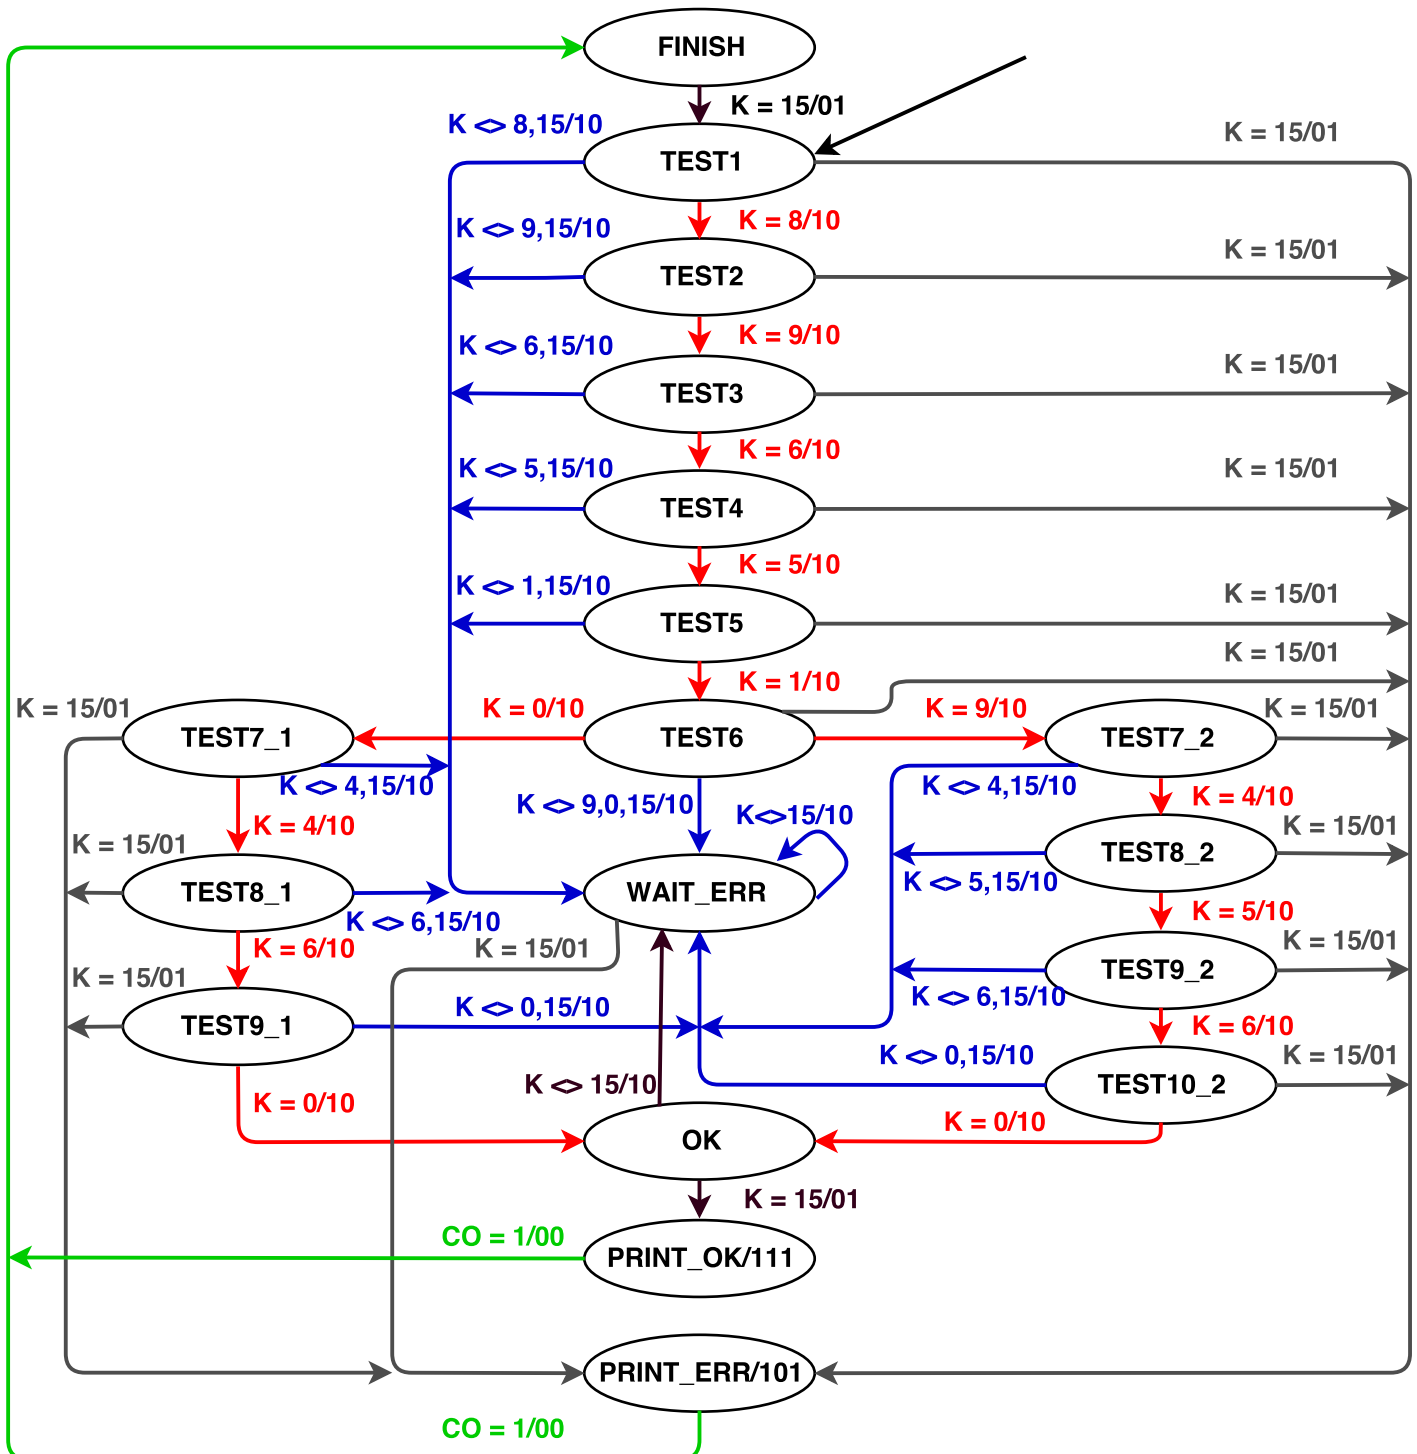 FINISH
K = 15/01
K <> 8,15/10
TEST1
K = 15/01
K = 8/10
K <> 9,15/10
TEST2
K = 15/01
K = 9/10
K <> 6,15/10
TEST3
K = 15/01
K = 6/10
K <> 5,15/10
TEST4
K = 15/01
K = 5/10
K <> 1,15/10
TEST5
K = 15/01
K = 1/10
K = 15/01
K = 15/01
TEST7_1
K = 0/10
TEST6
K = 9/10
TEST7_2
K = 15/01
K <> 4,15/10
K <> 9,0,15/10
K<>15/10
K <> 4,15/10
K = 4/10
K = 4/10
K = 15/01
K = 15/01
TEST8_1
K <> 6,15/10
WAIT_ERR
TEST8_2
K <> 5,15/10
K = 5/10
K = 6/10
K = 15/01
K = 15/01
K = 15/01
TEST9_1
K <> 0,15/10
TEST9_2
K <> 6,15/10
K = 6/10
K <> 0,15/10
K = 15/01
K <> 15/10
TEST10_2
K = 0/10
K = 0/10
OK
K = 15/01
CO = 1/00
PRINT_OK/111
PRINT_ERR/101
CO = 1/00